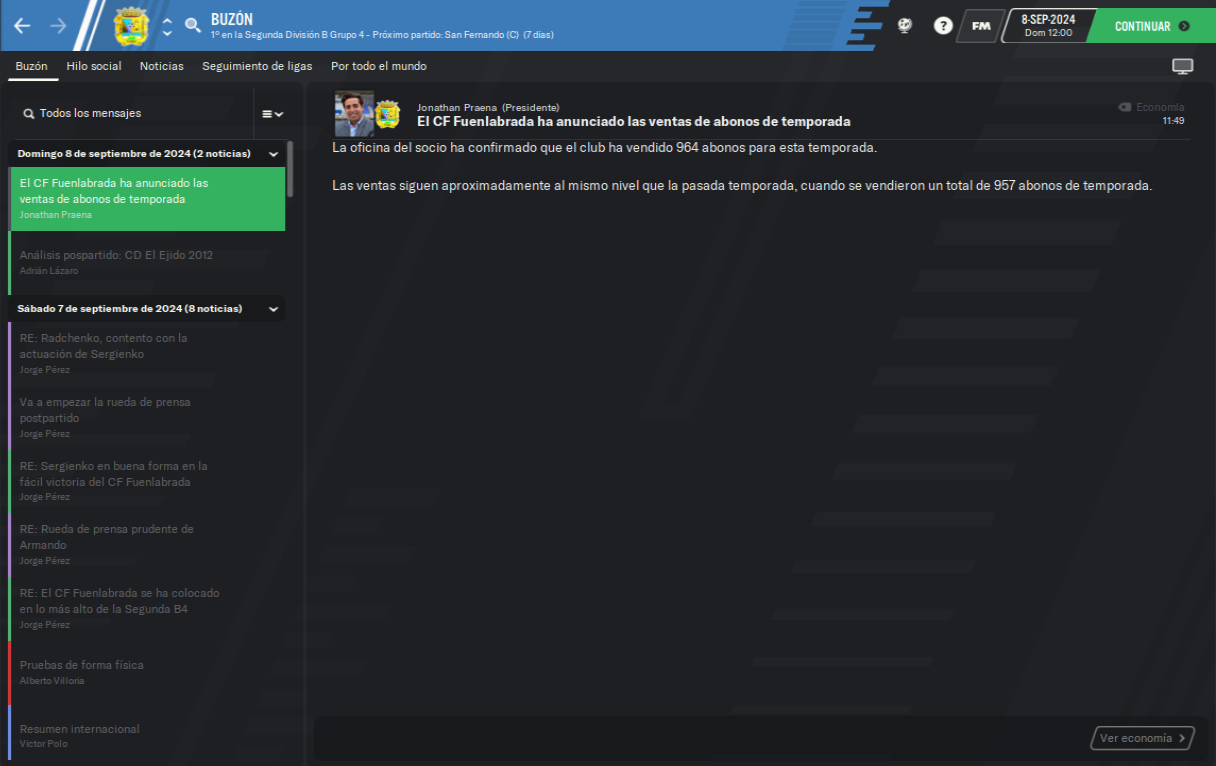 BUZÓN
1º en la Segunda División B Grupo 4 - Próximo partido: San Fernando (C) (7 días)
?
FM
8-SEP-2024
Dom 12:00
CONTINUAR
Buzón Hilo social Noticias Seguimiento de ligas Por todo el mundo
Todos los mensajes
Domingo 8 de septiembre de 2024 (2 noticias)
El CF Fuenlabrada ha anunciado las
ventas de abonos de temporada
Jonathan Praena
Análisis pospartido: CD El Ejido 2012
Adrián Lázaro
Sábado 7 de septiembre de 2024 (8 noticias)
RE: Radchenko, contento con la
actuación de Sergienko
Jorge Pérez
Va a empezar la rueda de prensa
postpartido
Jorge Pérez
RE: Sergienko en buena forma en la
fácil victoria del CF Fuenlabrada
Jorge Pérez
RE: Rueda de prensa prudente de
Armando
Jorge Pérez
RE: El CF Fuenlabrada se ha colocado
en lo más alto de la Segunda B4
Jorge Pérez
Pruebas de forma física
Alberto Villoria
Resumen internacional
Víctor Polo
Jonathan Praena (Presidente)
El CF Fuenlabrada ha anunciado las ventas de abonos de temporada
Economía
11:49
La oficina del socio ha confirmado que el club ha vendido 964 abonos para esta temporada.
Las ventas siguen aproximadamente al mismo nivel que la pasada temporada, cuando se vendieron un total de 957 abonos de temporada.
Ver economía